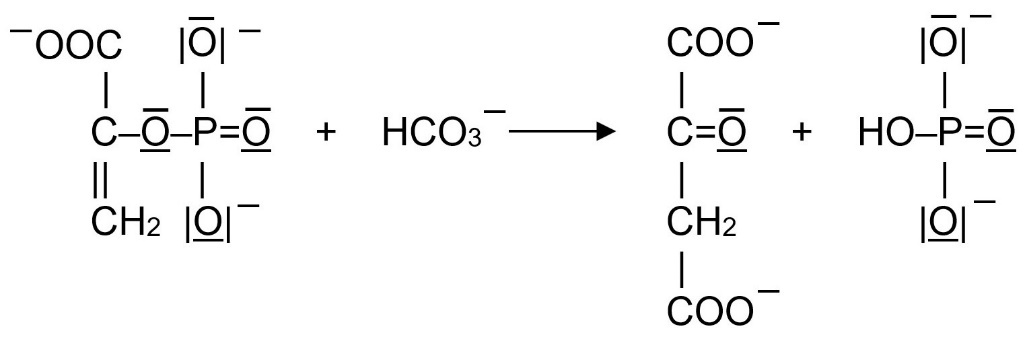 ⁻OOC |O̅| ⁻ COO⁻ |O̅|⁻
C–O̲̅–P=O̲̅ + HCO₃⁻ → C=O̲̅ + HO–P=O̲̅
CH₂ |O̲|⁻ CH₂ |O̲|⁻
COO⁻